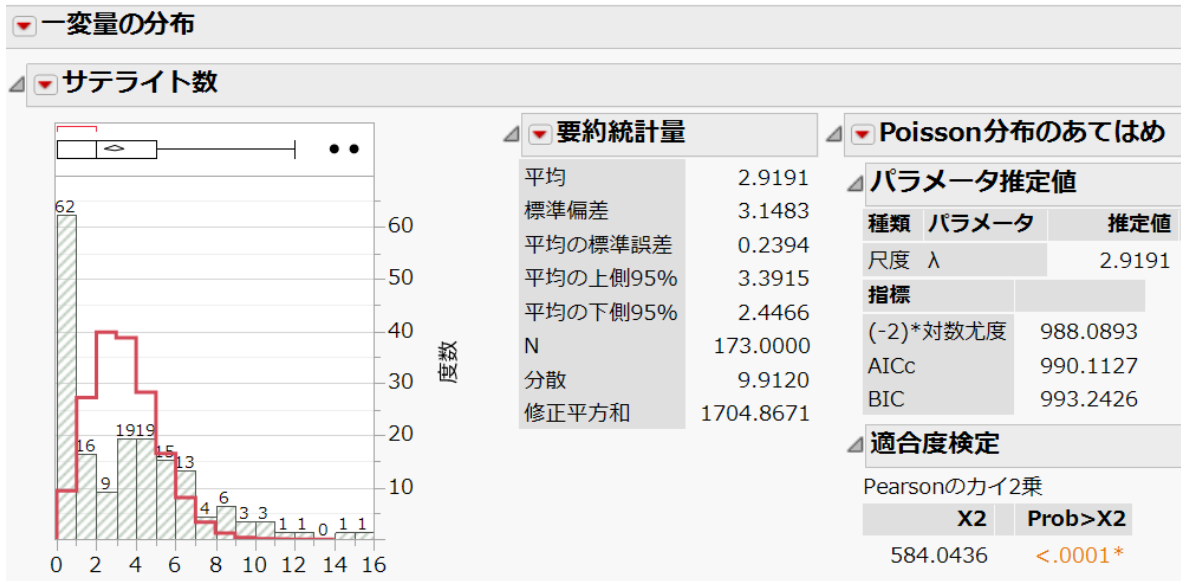 一変量の分布
サテライト数
62
16
9
19 19
15
13
4
6
3 3
1 1
0
1 1
60
50
40
30
20
10
度数
0 2 4 6 8 10 12 14 16
要約統計量
平均 2.9191
標準偏差 3.1483
平均の標準誤差 0.2394
平均の上側95% 3.3915
平均の下側95% 2.4466
N 173.0000
分散 9.9120
修正平方和 1704.8671
Poisson分布のあてはめ
パラメータ推定値
種類 パラメータ 推定値
尺度 λ 2.9191
指標
(-2)*対数尤度 988.0893
AICc 990.1127
BIC 993.2426
適合度検定
Pearsonのカイ2乗
X2 Prob>X2
584.0436 <.0001*